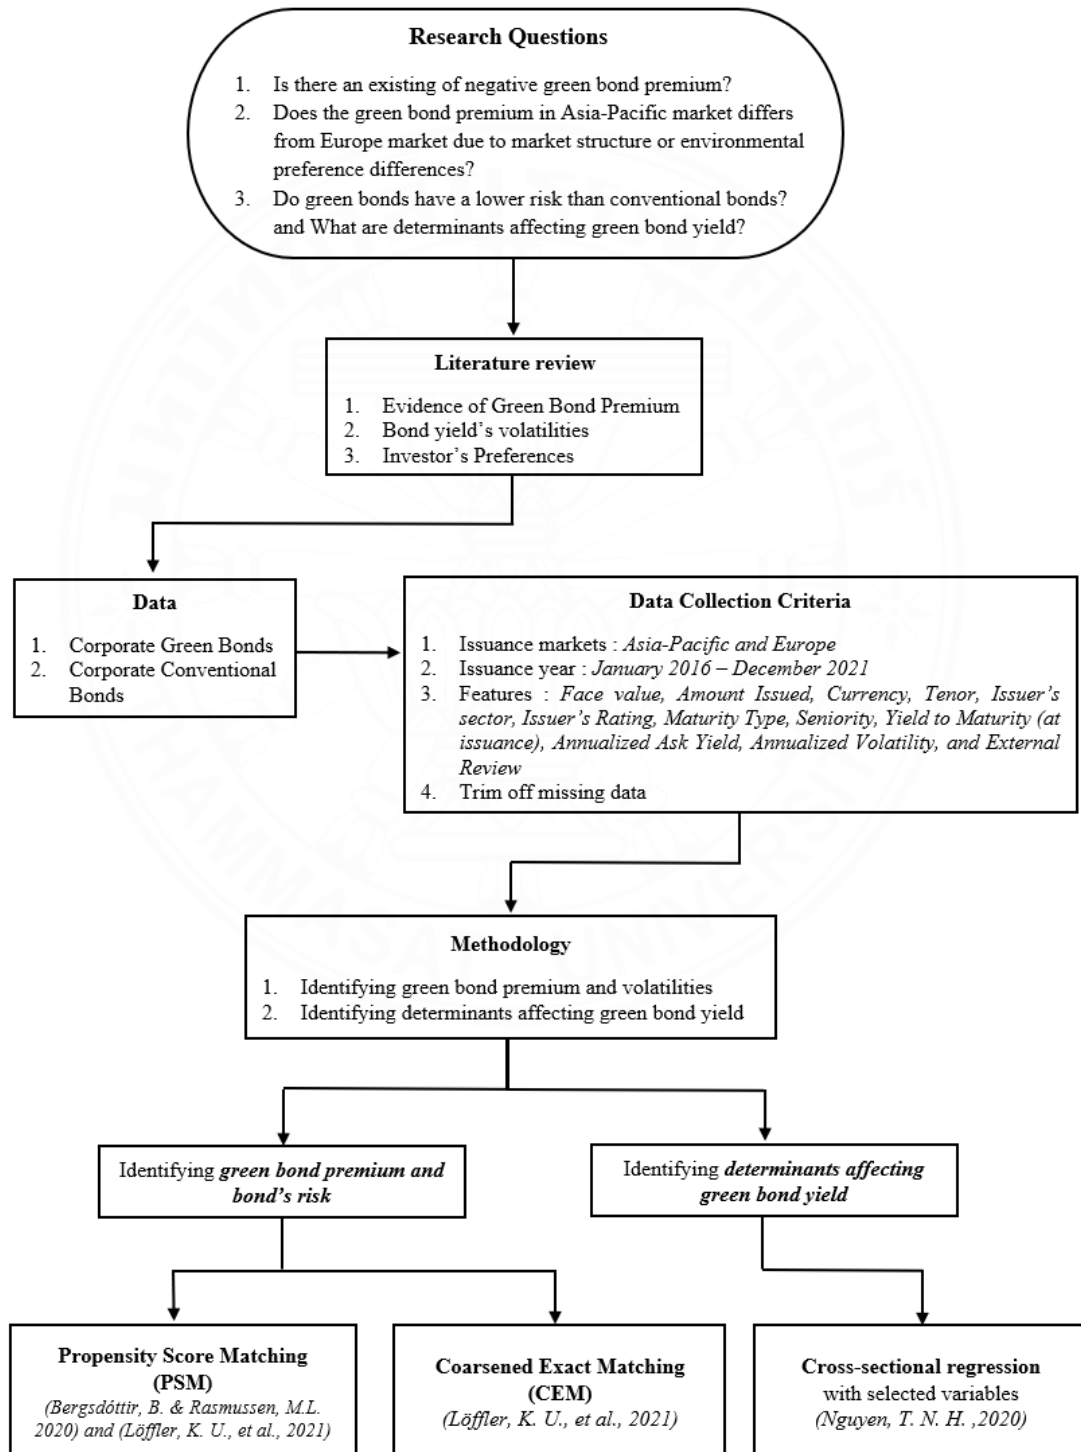 Research Questions
1. Is there an existing of negative green bond premium?
2. Does the green bond premium in Asia-Pacific market differs
from Europe market due to market structure or environmental
preference differences?
3. Do green bonds have a lower risk than conventional bonds?
and What are determinants affecting green bond yield?
Literature review
1. Evidence of Green Bond Premium
2. Bond yield's volatilities
3. Investor's Preferences
Data
1. Corporate Green Bonds
2. Corporate Conventional
Bonds
Data Collection Criteria
1. Issuance markets : Asia-Pacific and Europe
2. Issuance year : January 2016 – December 2021
3. Features : Face value, Amount Issued, Currency, Tenor, Issuer's
sector, Issuer's Rating, Maturity Type, Seniority, Yield to Maturity (at
issuance), Annualized Ask Yield, Annualized Volatility, and External
Review
4. Trim off missing data
Methodology
1. Identifying green bond premium and volatilities
2. Identifying determinants affecting green bond yield
Identifying green bond premium and
bond's risk
Identifying determinants affecting
green bond yield
Propensity Score Matching
(PSM)
(Bergsdóttir, B. & Rasmussen, M.L.
2020) and (Löffler, K. U., et al., 2021)
Coarsened Exact Matching
(CEM)
(Löffler, K. U., et al., 2021)
Cross-sectional regression
with selected variables
(Nguyen, T. N. H. ,2020)
THAMMASAT UNIVERSITY